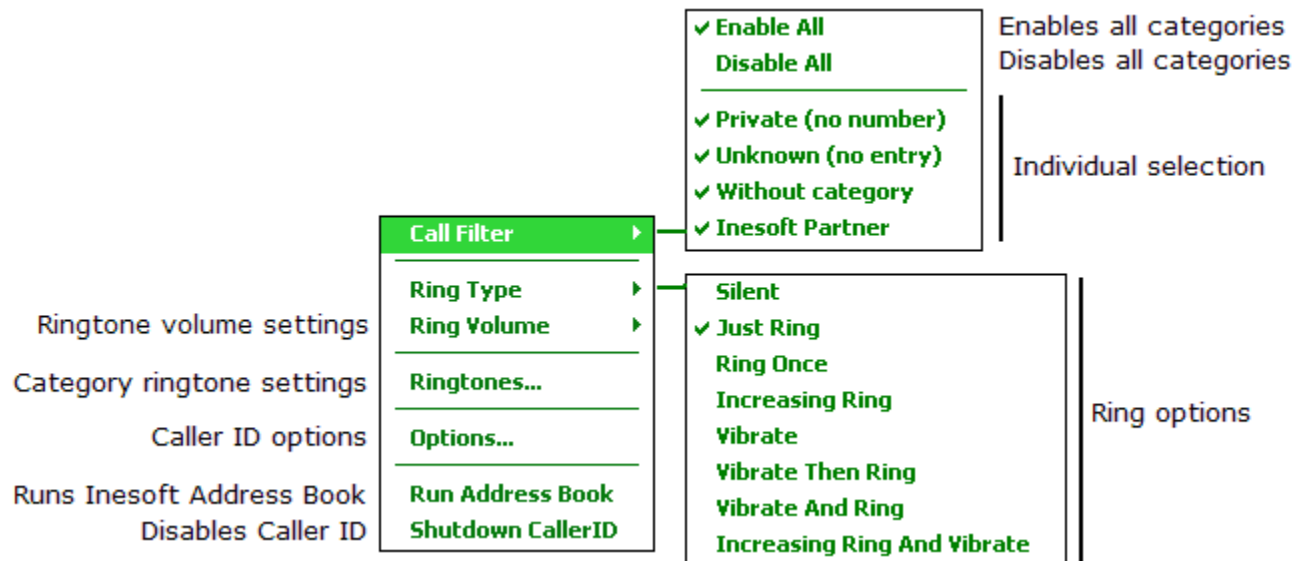 Enable All
Enables all categories
Disable All
Disables all categories
Private (no number)
Unknown (no entry)
Without category
Inesoft Partner
Individual selection
Call Filter
Ring Type
Ring Volume
Ringtone volume settings
Ringtones...
Category ringtone settings
Options...
Caller ID options
Run Address Book
Runs Inesoft Address Book
Shutdown CallerID
Disables Caller ID
Silent
Just Ring
Ring Once
Increasing Ring
Vibrate
Vibrate Then Ring
Vibrate And Ring
Increasing Ring And Vibrate
Ring options